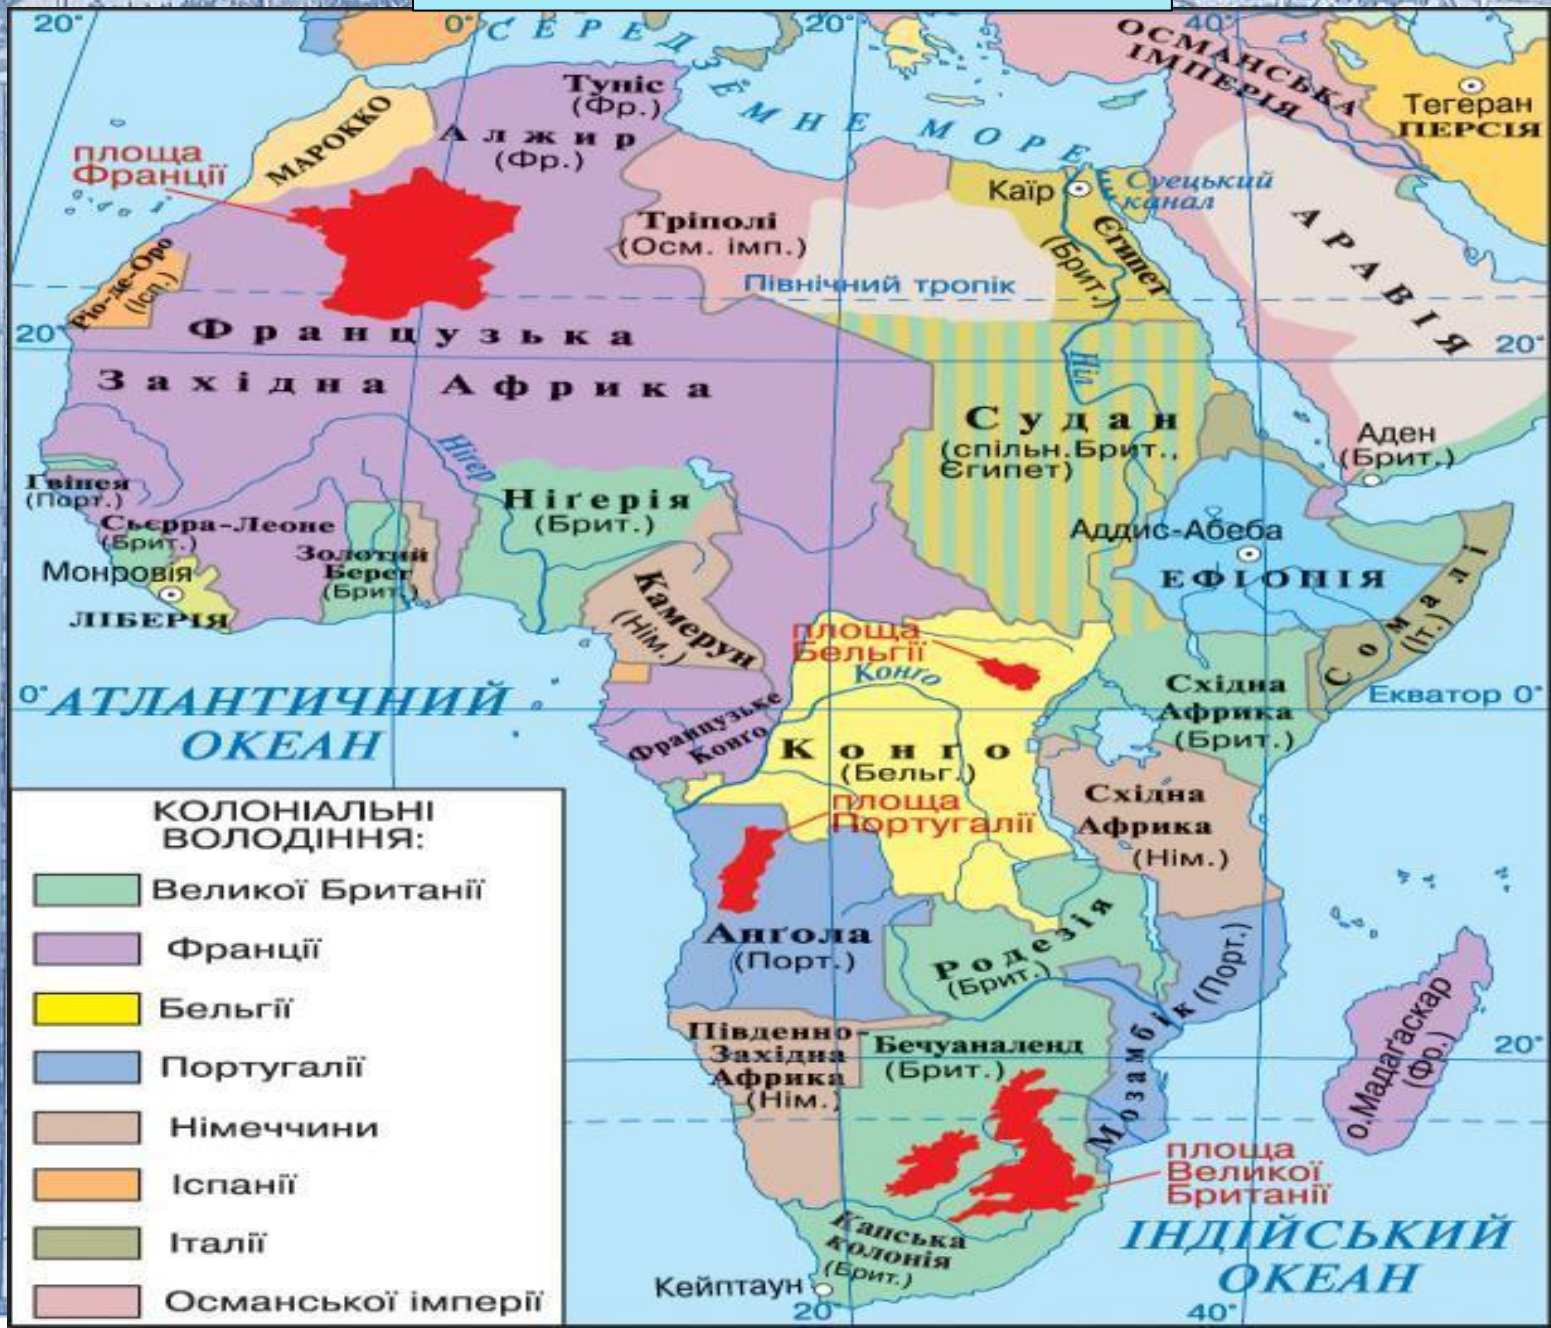 20° 0° 20° 40°
СЕРЕДЗЕМНЕ МОРЕ
ОСМАНСЬКА
ІМПЕРІЯ
Тегеран
ПЕРСІЯ
Туніс
(Фр.)
Алжир
(Фр.)
МАРОККО
площа
Франції
Тріполі
(Осм. імп.)
Каїр
Суецький
канал
Єгипет
(Брит.)
АРАВІЯ
Ріо-де-Оро
(Ісп.)
Північний тропік
20° 20°
Французька
Західна Африка
Ніл
Судан
(спільн.Брит.,
Єгипет)
Аден
(Брит.)
Нігер
Гвінея
(Порт.)
Сьєрра-Леоне
(Брит.)
Монровія
ЛІБЕРІЯ
Золотий
Берег
(Брит.)
Ніґерія
(Брит.)
Камерун
(Нім.)
Аддис-Абеба
ЕФІОПІЯ
Сомалі
(Іт.)
площа
Бельгії
Конго
Східна
Африка
(Брит.)
Екватор 0°
0°
АТЛАНТИЧНИЙ
ОКЕАН
Французьке
Конго
Конго
(Бельг.)
площа
Португалії
Східна
Африка
(Нім.)
Анґола
(Порт.)
Родезія
(Брит.)
Мозамбік (Порт.)
о.Мадаґаскар
(Фр.)
20°
Південно-
Західна
Африка
(Нім.)
Бечуаналенд
(Брит.)
площа
Великої
Британії
Капська
колонія
(Брит.)
Кейптаун
ІНДІЙСЬКИЙ
ОКЕАН
20° 40°
КОЛОНІАЛЬНІ
ВОЛОДІННЯ:
Великої Британії
Франції
Бельгії
Португалії
Німеччини
Іспанії
Італії
Османської імперії